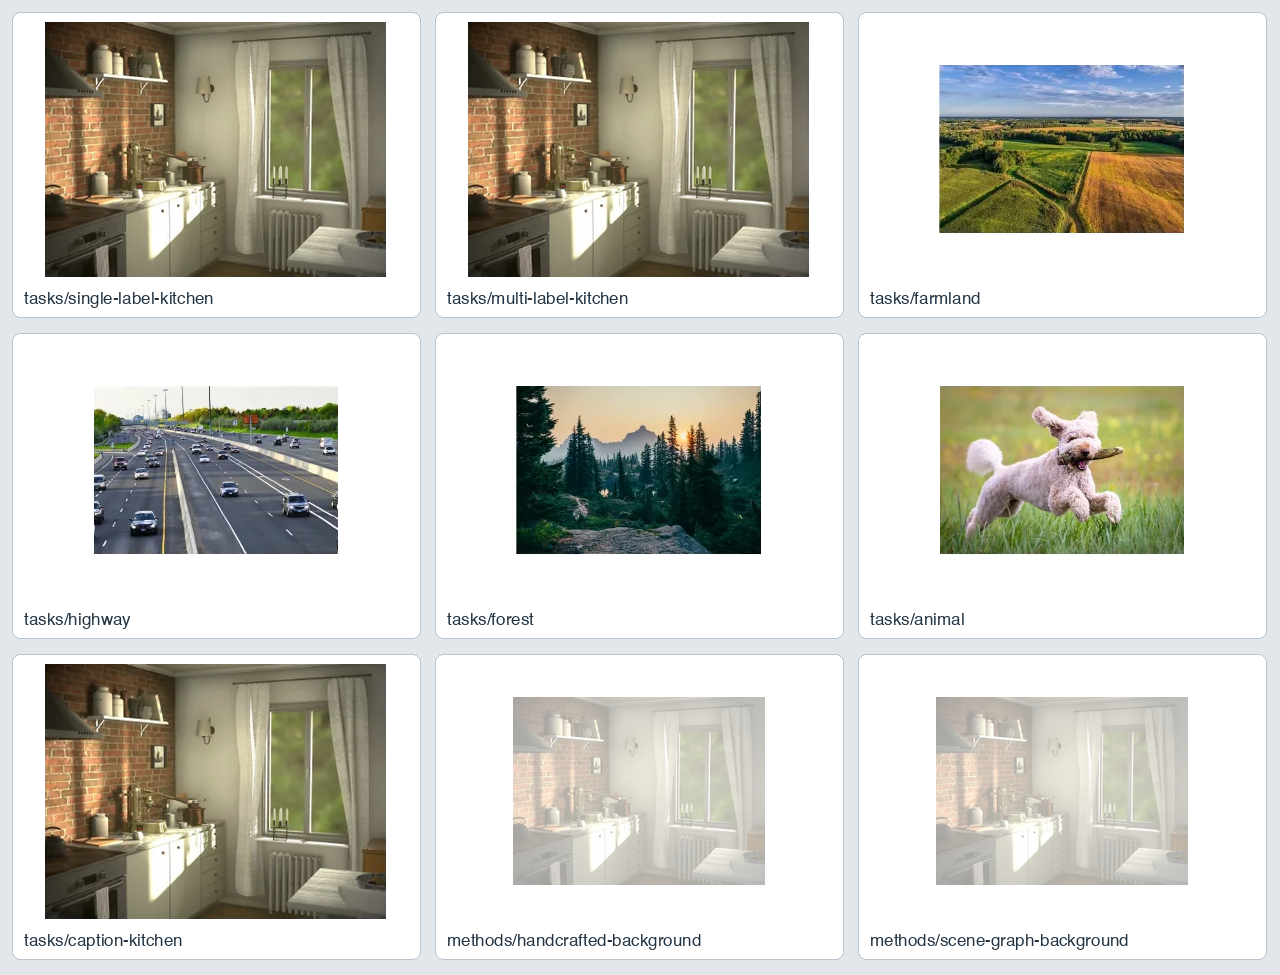 tasks/single-label-kitchen
tasks/multi-label-kitchen
tasks/farmland
tasks/highway
tasks/forest
tasks/animal
tasks/caption-kitchen
methods/handcrafted-background
methods/scene-graph-background